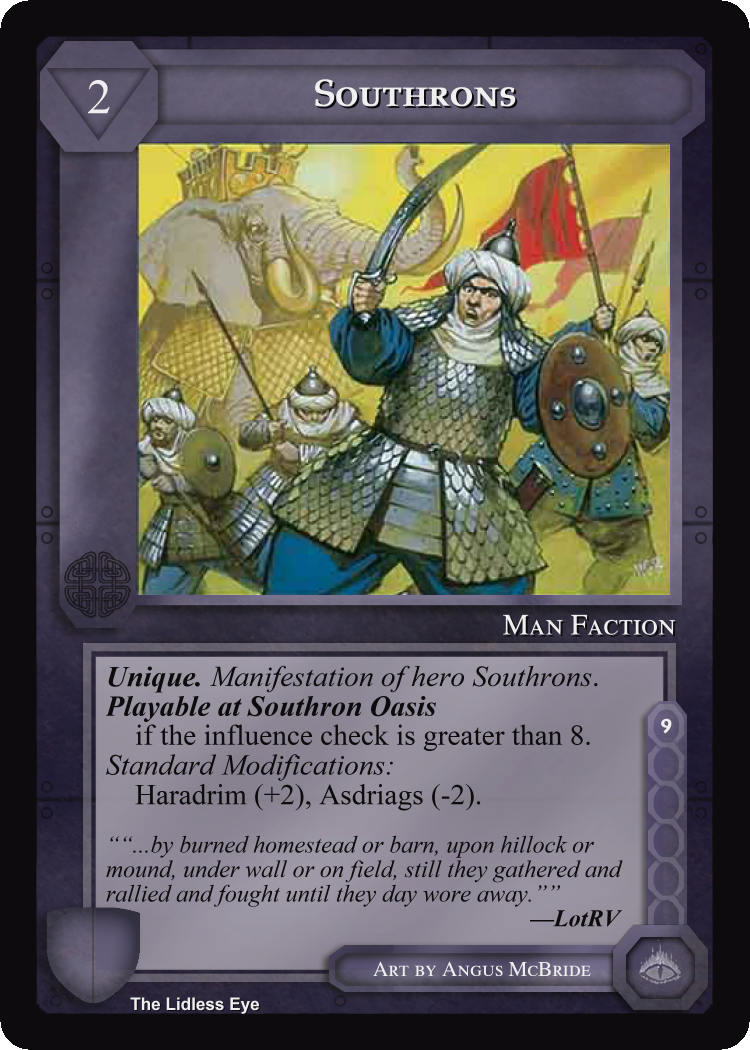 2
Southrons
Man Faction
Unique. Manifestation of hero Southrons.
Playable at Southron Oasis
if the influence check is greater than 8.
Standard Modifications:
Haradrim (+2), Asdriags (-2).
9
““...by burned homestead or barn, upon hillock or
mound, under wall or on field, still they gathered and
rallied and fought until they day wore away.””
—LotRV
Art by Angus McBride
The Lidless Eye